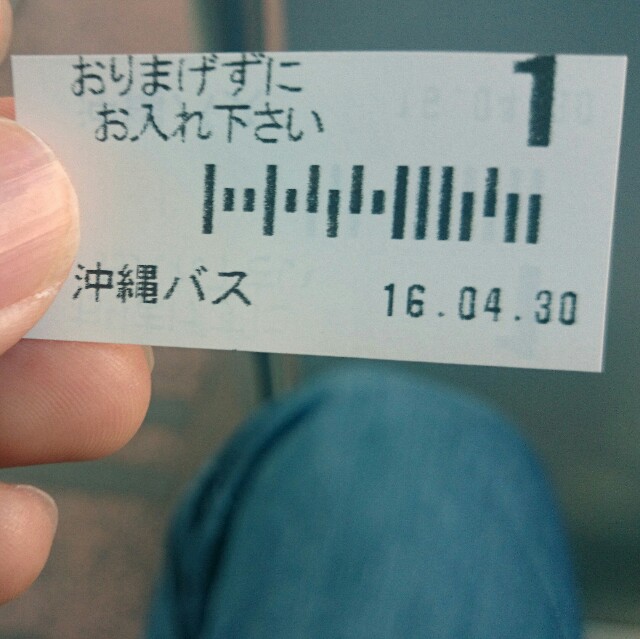 おりまげずに
お入れ下さい
1
沖縄バス
16.04.30